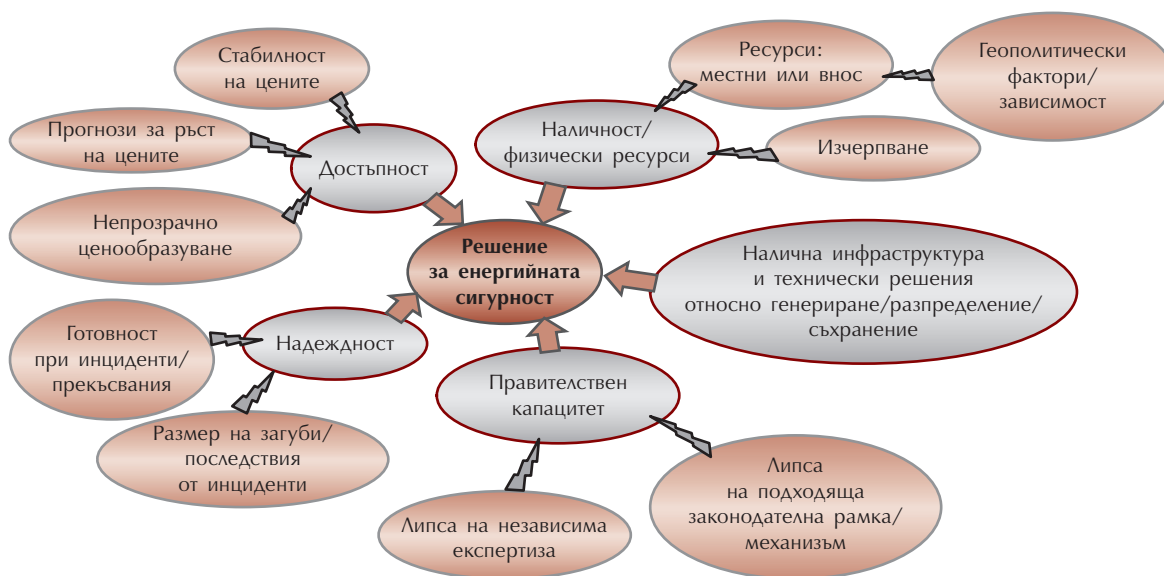 Стабилност
на цените
Прогнози за ръст
на цените
Непрозрачно
ценообразуване
Достъпност
Ресурси:
местни или внос
Геополитически
фактори/
зависимост
Наличност/
физически ресурси
Изчерпване
Решение
за енергийната
сигурност
Налична инфраструктура
и технически решения
относно генериране/разпределение/
съхранение
Готовност
при инциденти/
прекъсвания
Надеждност
Размер на загуби/
последствия
от инциденти
Правителствен
капацитет
Липса на независима
експертиза
Липса
на подходяща
законодателна рамка/
механизъм